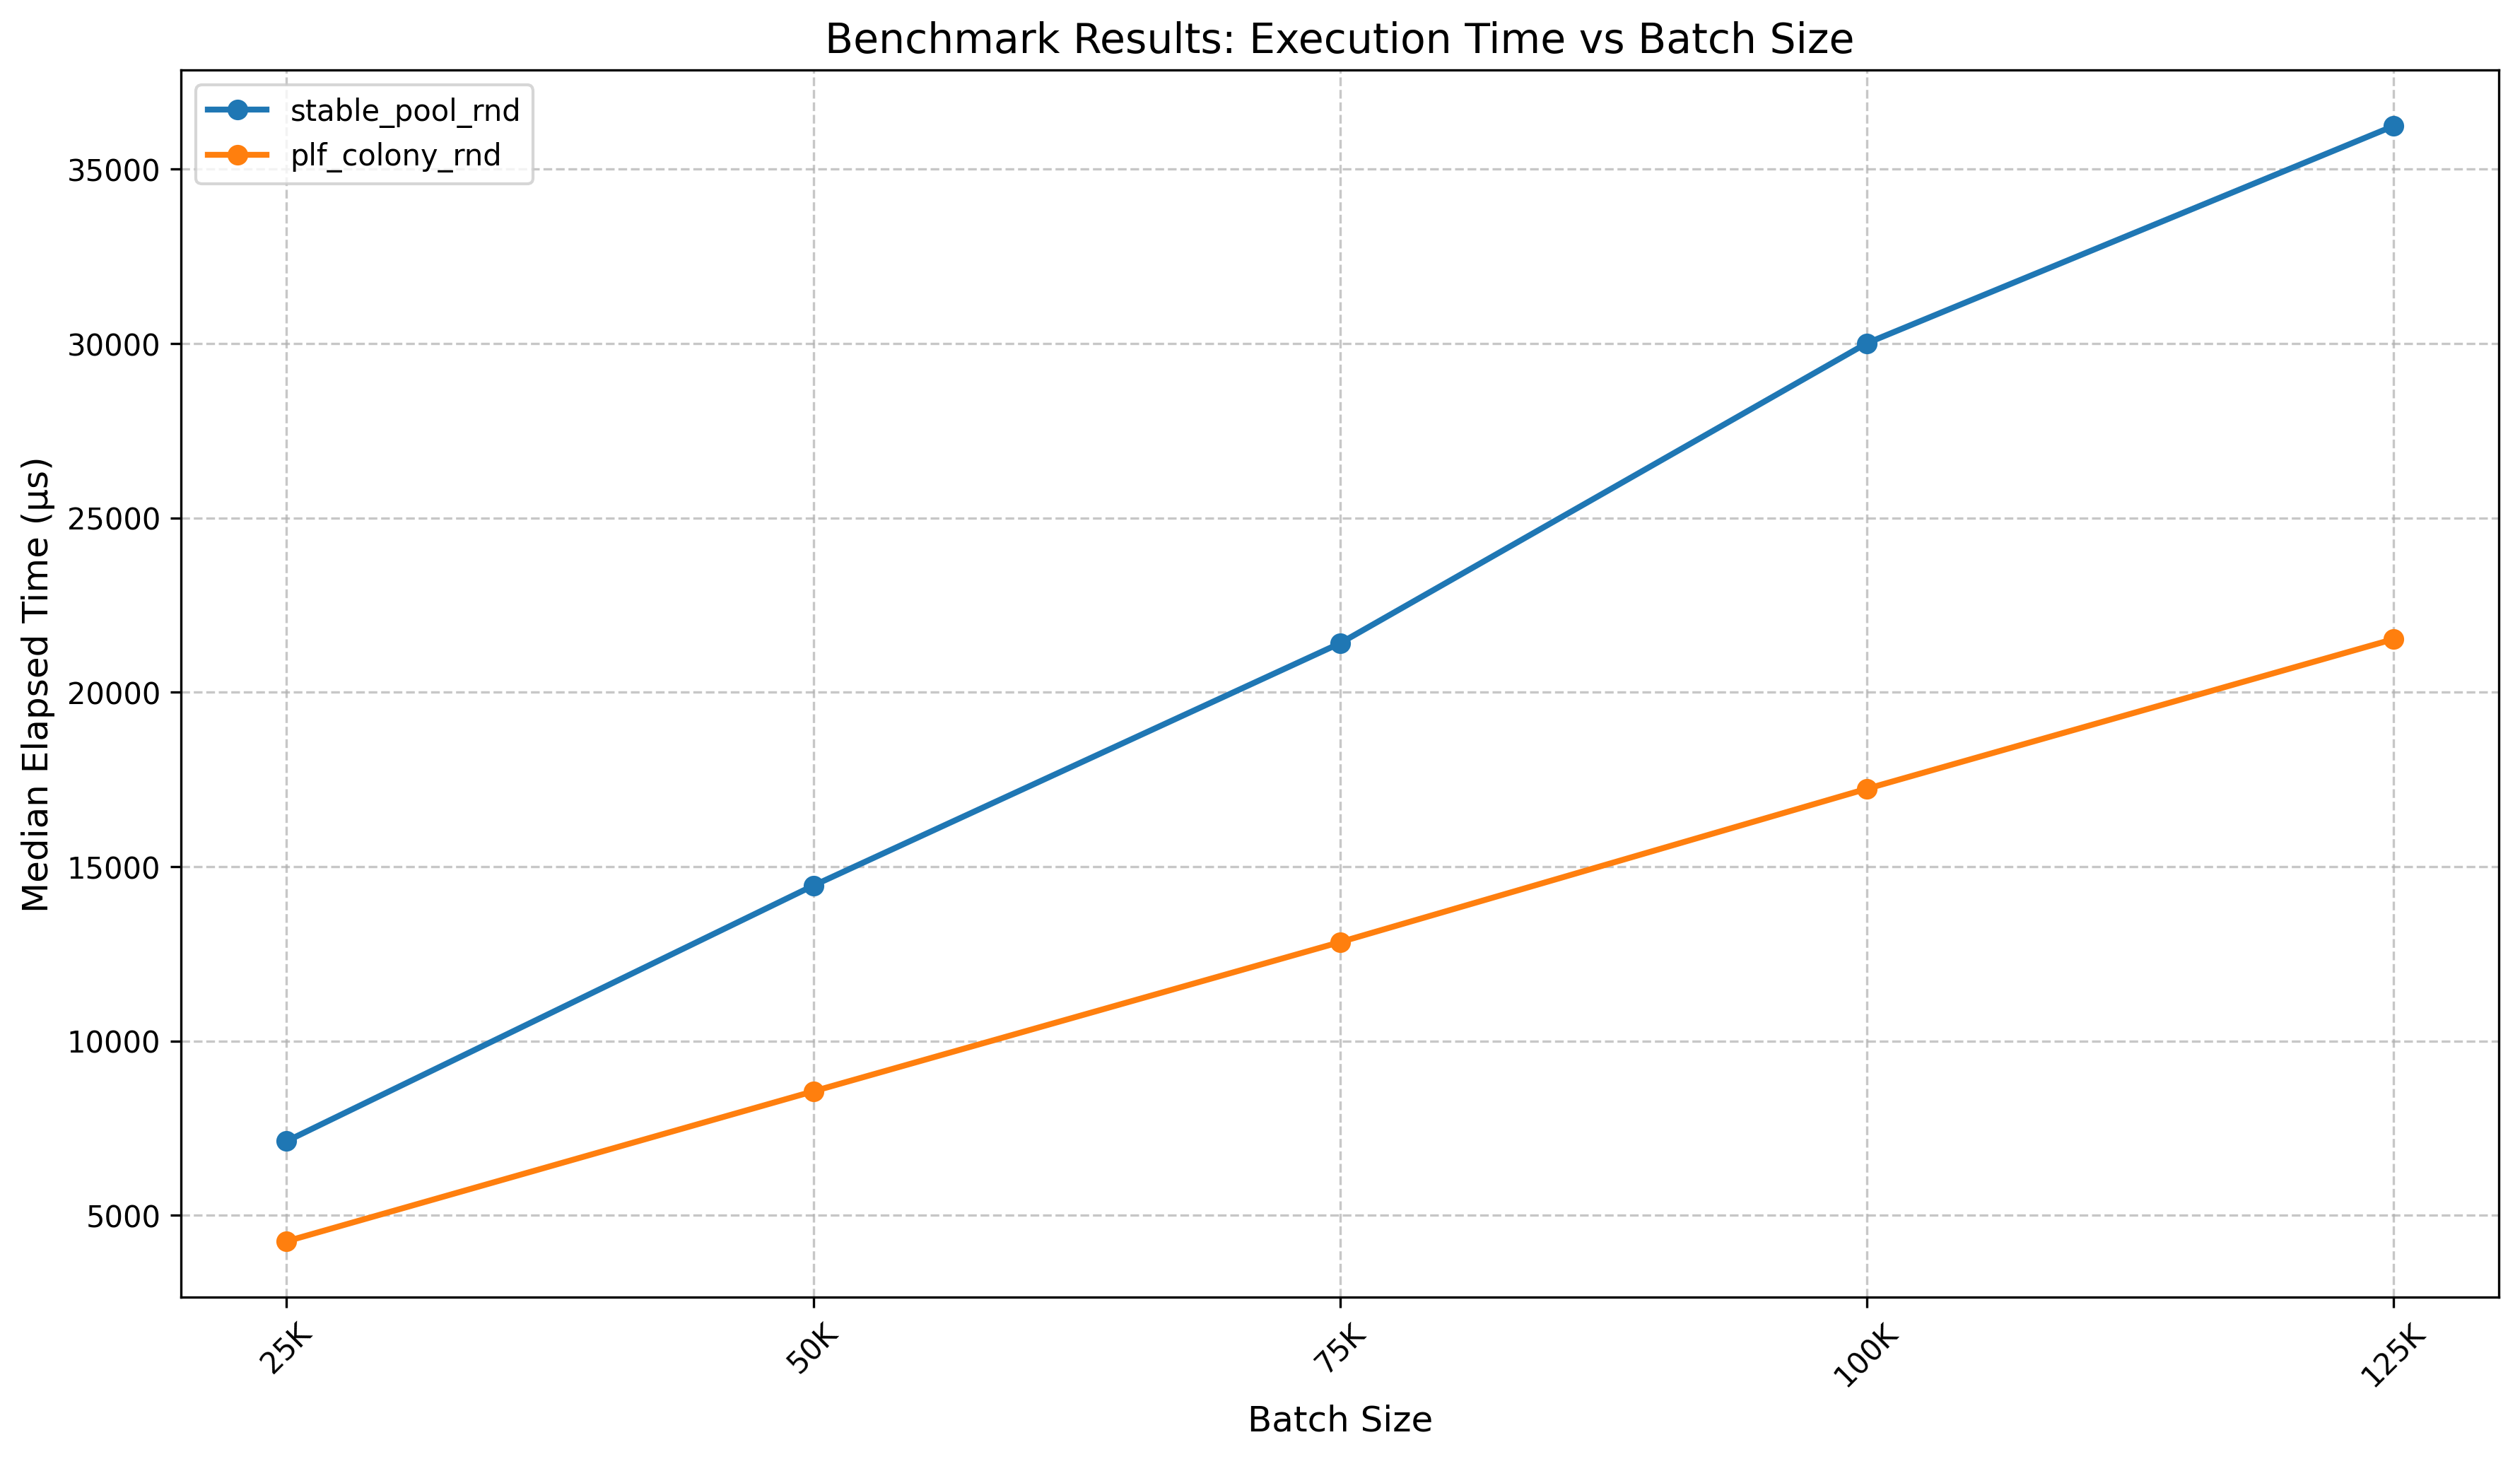 Benchmark Results: Execution Time vs Batch Size
stable_pool_rnd
plf_colony_rnd
35000
30000
25000
20000
15000
10000
5000
Median Elapsed Time (µs)
25K
50K
75K
100K
125K
Batch Size